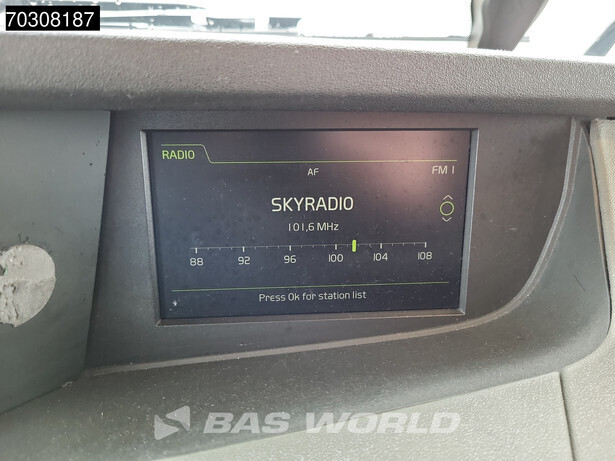 70308187
RADIO
AF
FM 1
SKYRADIO
101,6 MHz
88 92 96 100 104 108
Press Ok for station list
BAS WORLD